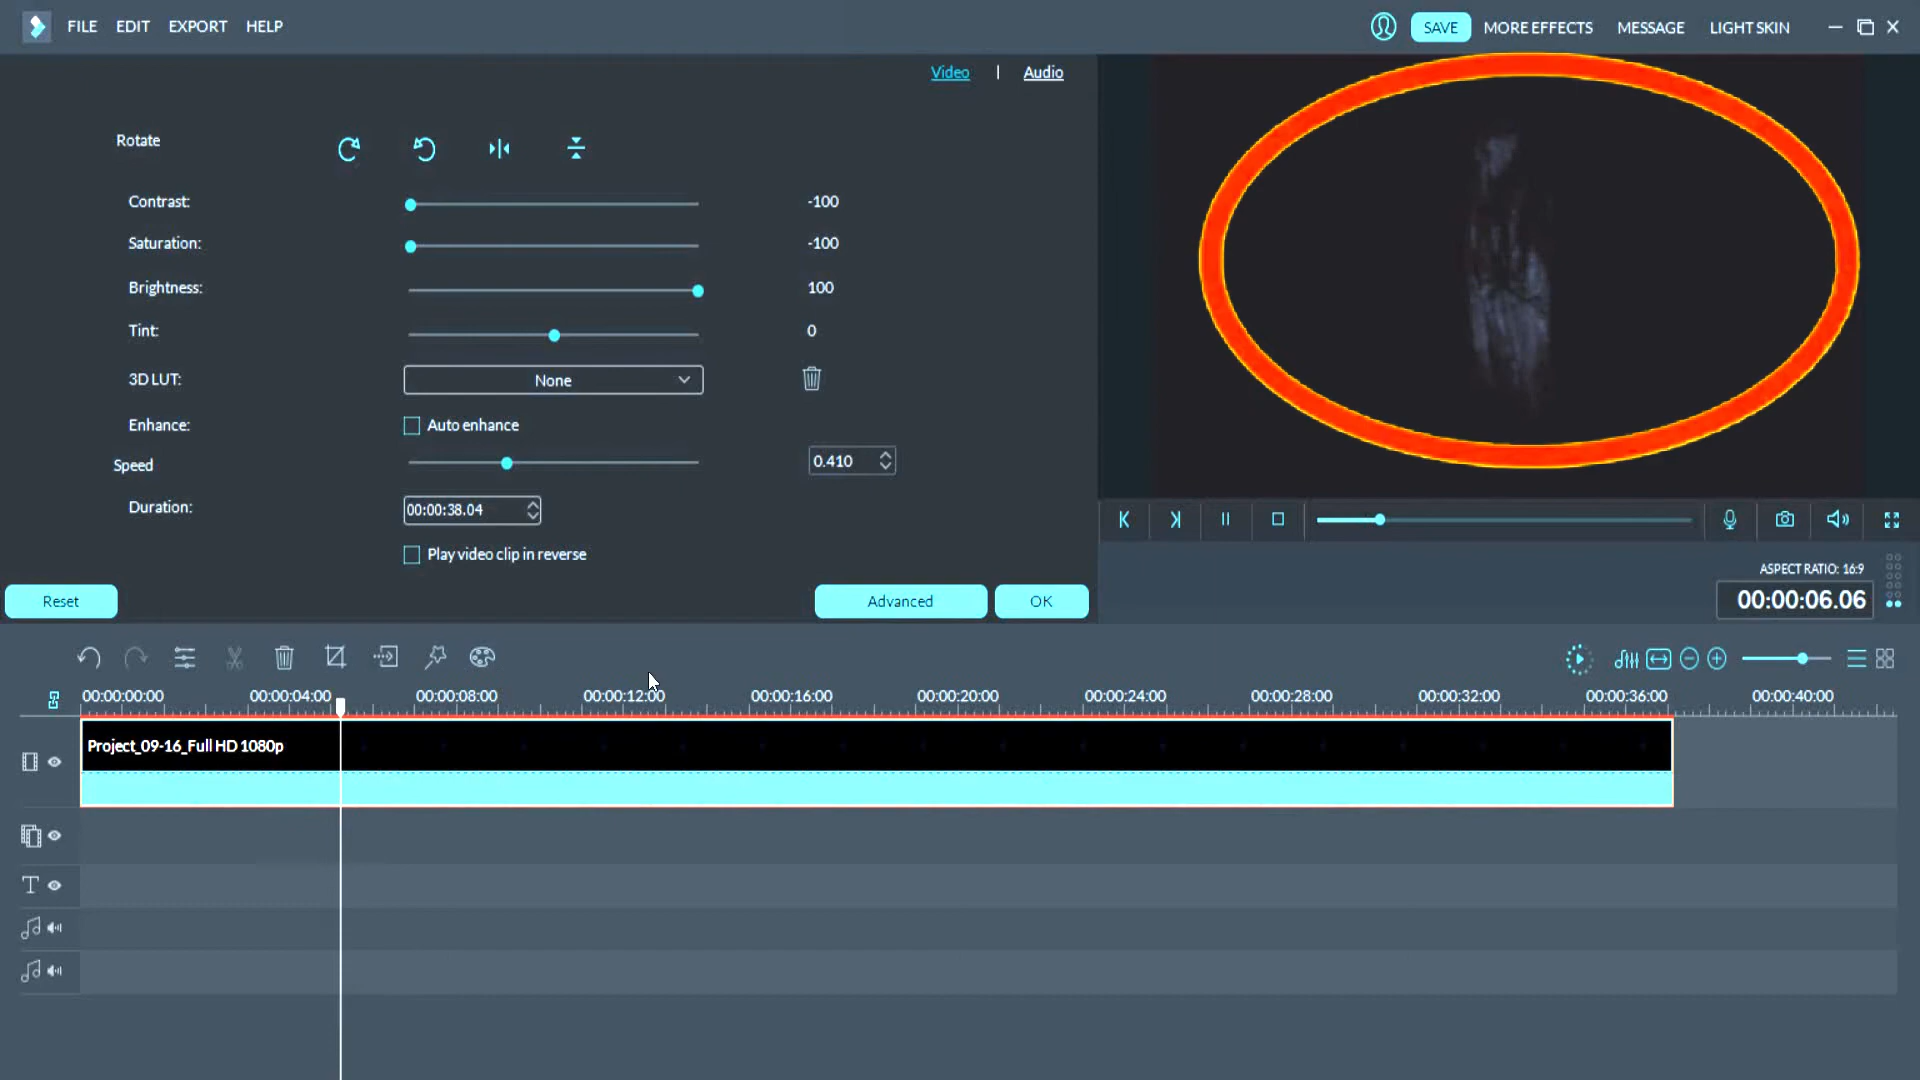 FILE EDIT EXPORT HELP
SAVE MORE EFFECTS MESSAGE LIGHT SKIN
Video | Audio
Rotate
Contrast: -100
Saturation: -100
Brightness: 100
Tint: 0
3D LUT: None
Enhance: Auto enhance
Speed 0.410
Duration: 00:00:38.04
Play video clip in reverse
ASPECT RATIO: 16:9
00:00:06.06
Reset Advanced OK
00:00:00:00 00:00:04:00 00:00:08:00 00:00:12:00 00:00:16:00 00:00:20:00 00:00:24:00 00:00:28:00 00:00:32:00 00:00:36:00 00:00:40:00
Project_09-16_Full HD 1080p